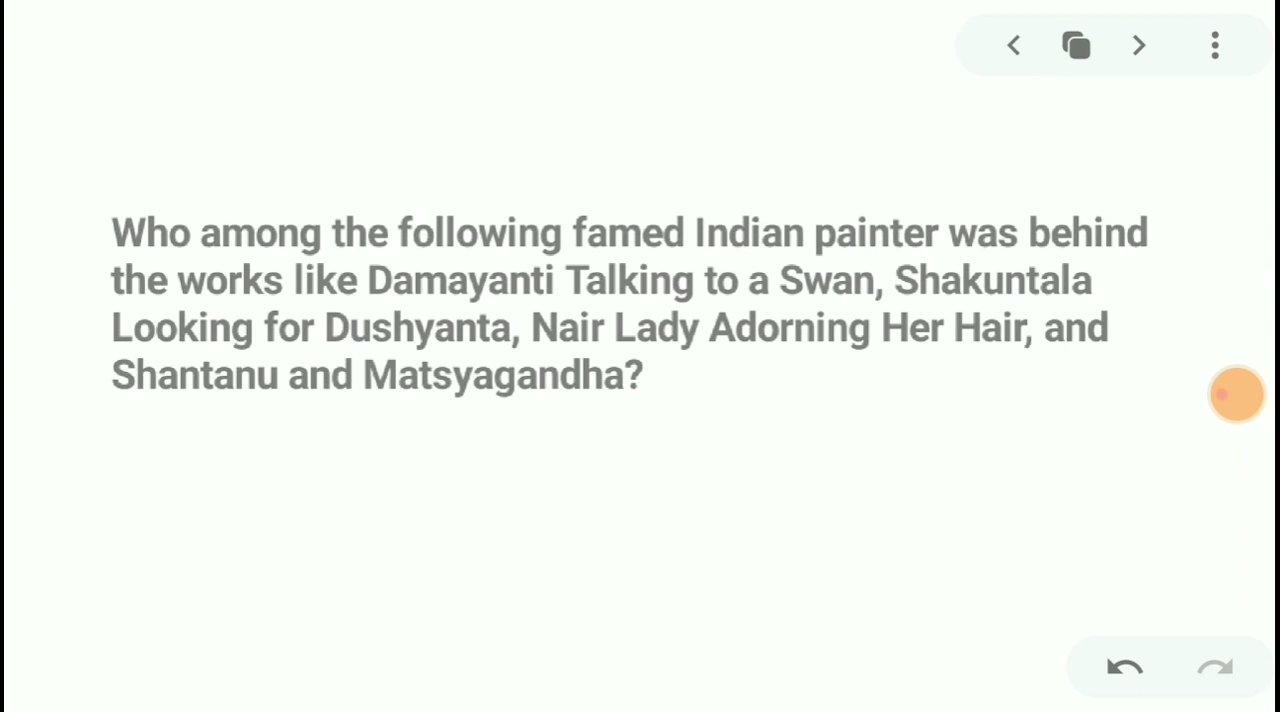 Who among the following famed Indian painter was behind
the works like Damayanti Talking to a Swan, Shakuntala
Looking for Dushyanta, Nair Lady Adorning Her Hair, and
Shantanu and Matsyagandha?